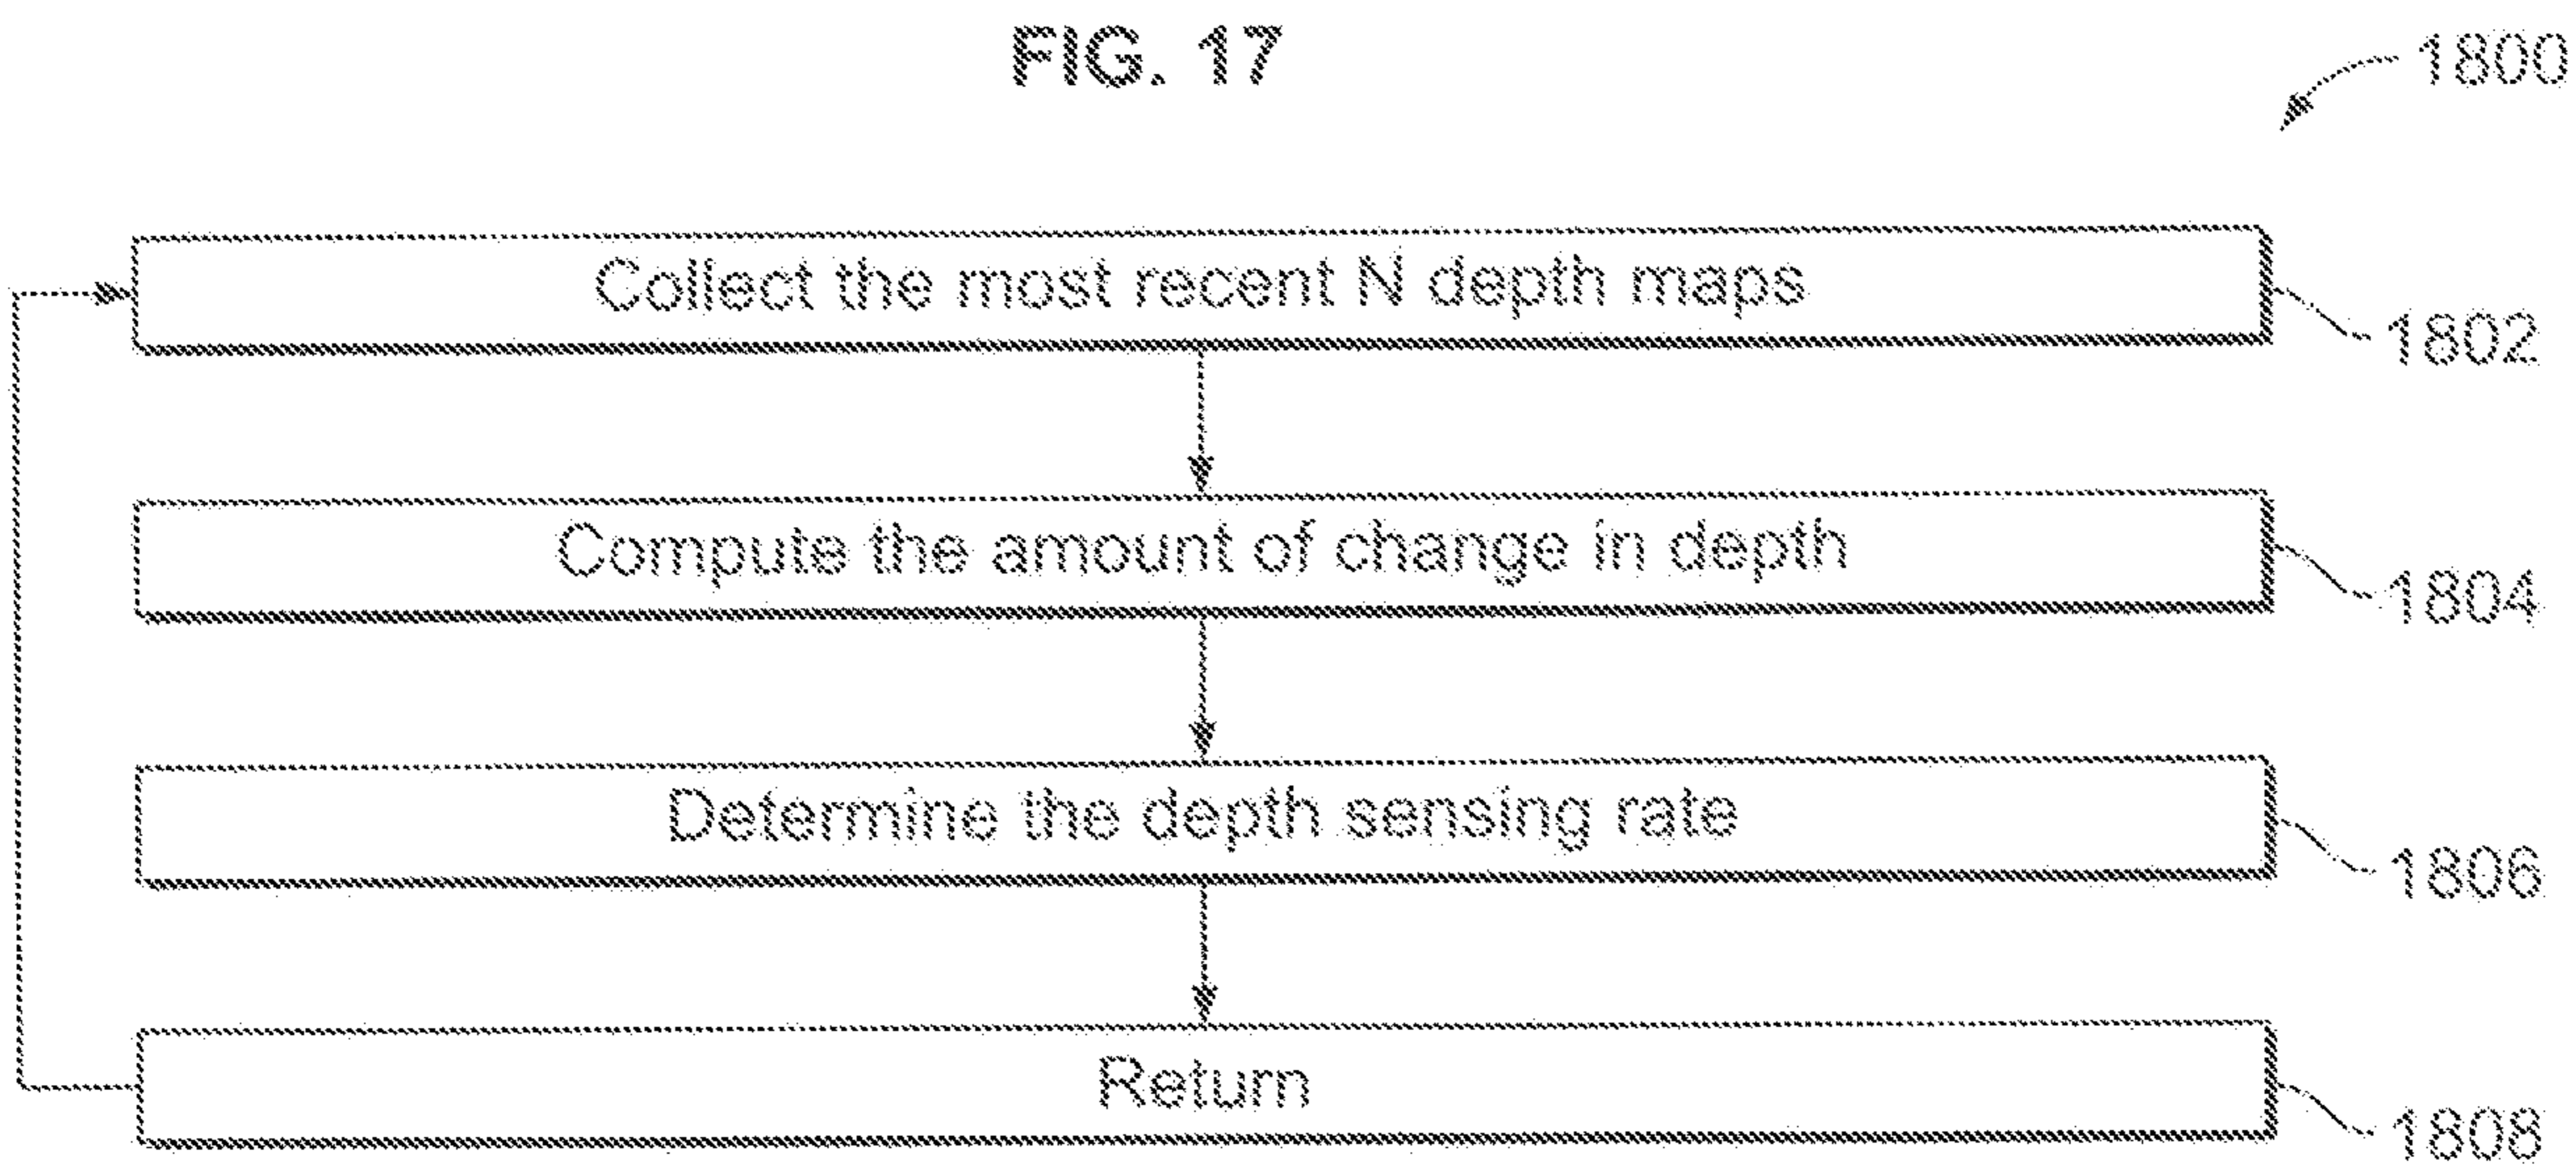 FIG. 17
1800
Collect the most recent N depth maps
1802
Compute the amount of change in depth
1804
Determine the depth sensing rate
1806
Return
1808